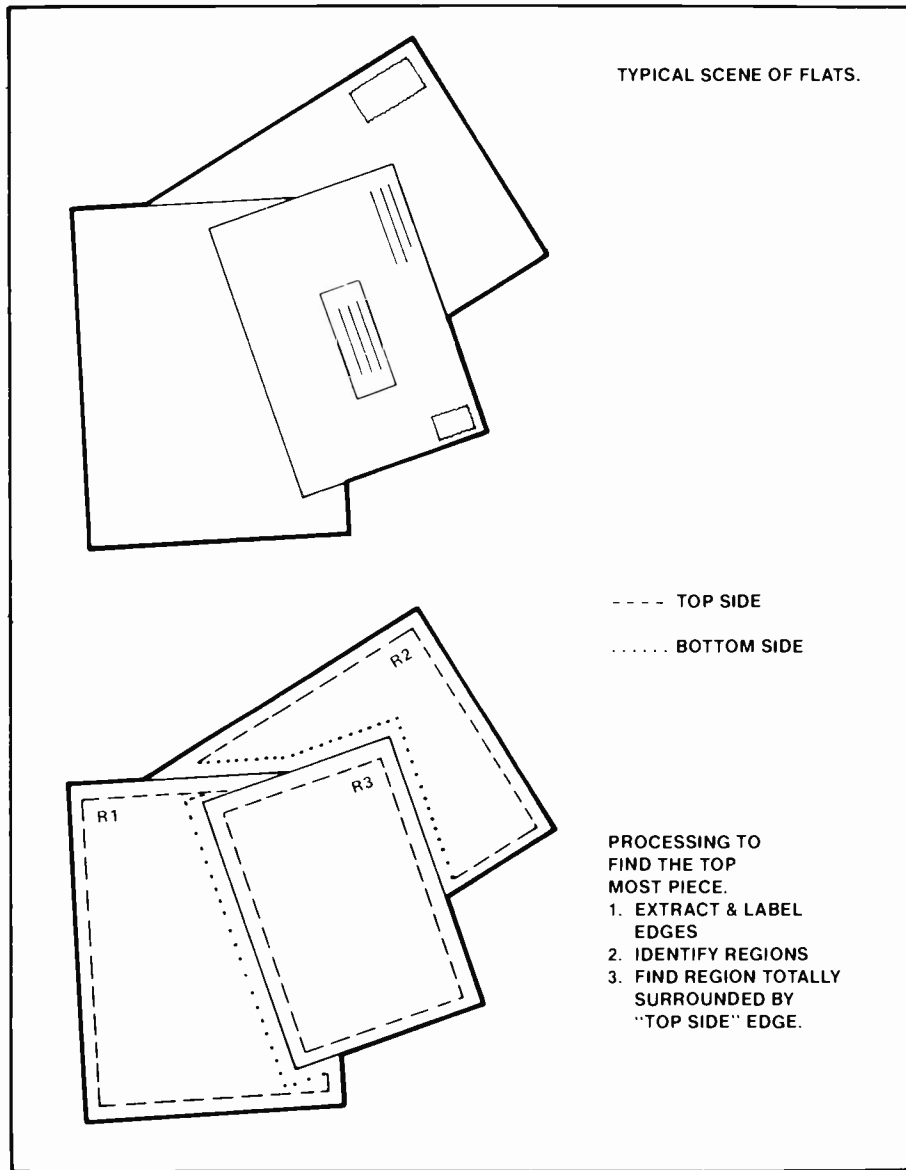 TYPICAL SCENE OF FLATS.
- - - - TOP SIDE
...... BOTTOM SIDE
R2
R3
R1
PROCESSING TO
FIND THE TOP
MOST PIECE.
1. EXTRACT & LABEL
EDGES
2. IDENTIFY REGIONS
3. FIND REGION TOTALLY
SURROUNDED BY
"TOP SIDE" EDGE.